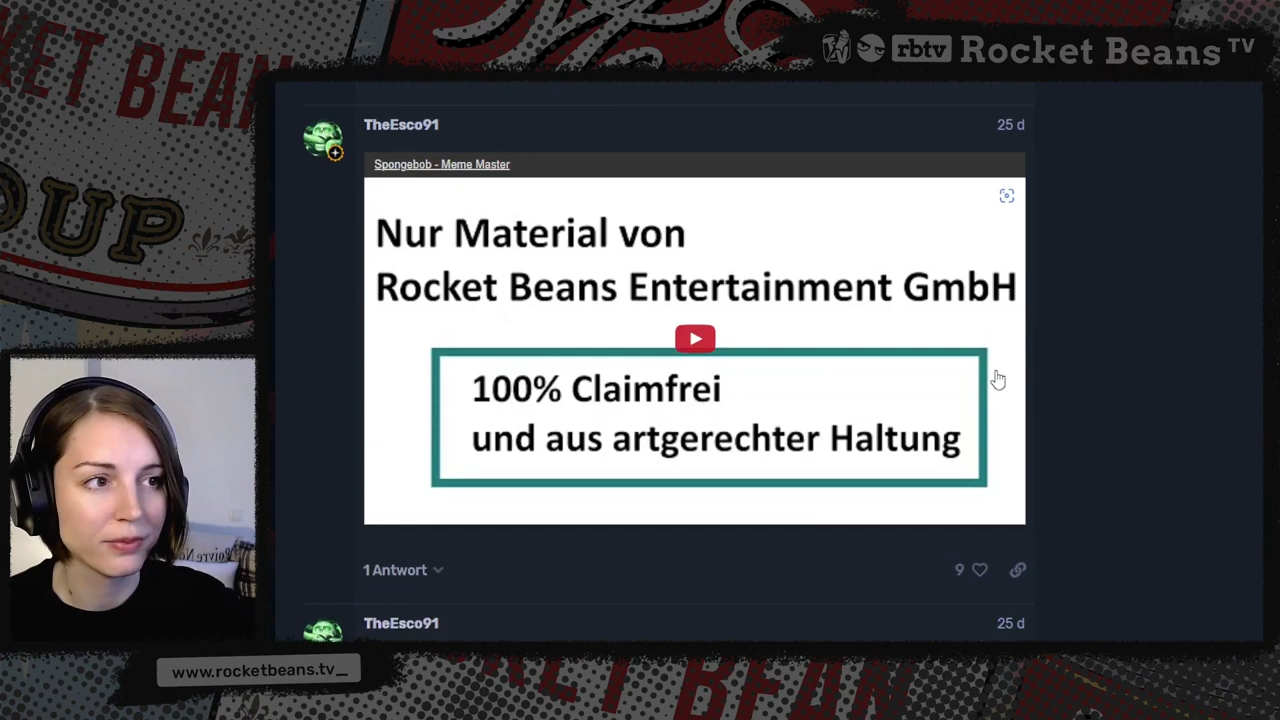 rbtv Rocket Beans TV
TheEsco91
25 d
Spongebob - Meme Master
Nur Material von
Rocket Beans Entertainment GmbH
100% Claimfrei
und aus artgerechter Haltung
1 Antwort
9
TheEsco91
25 d
www.rocketbeans.tv_